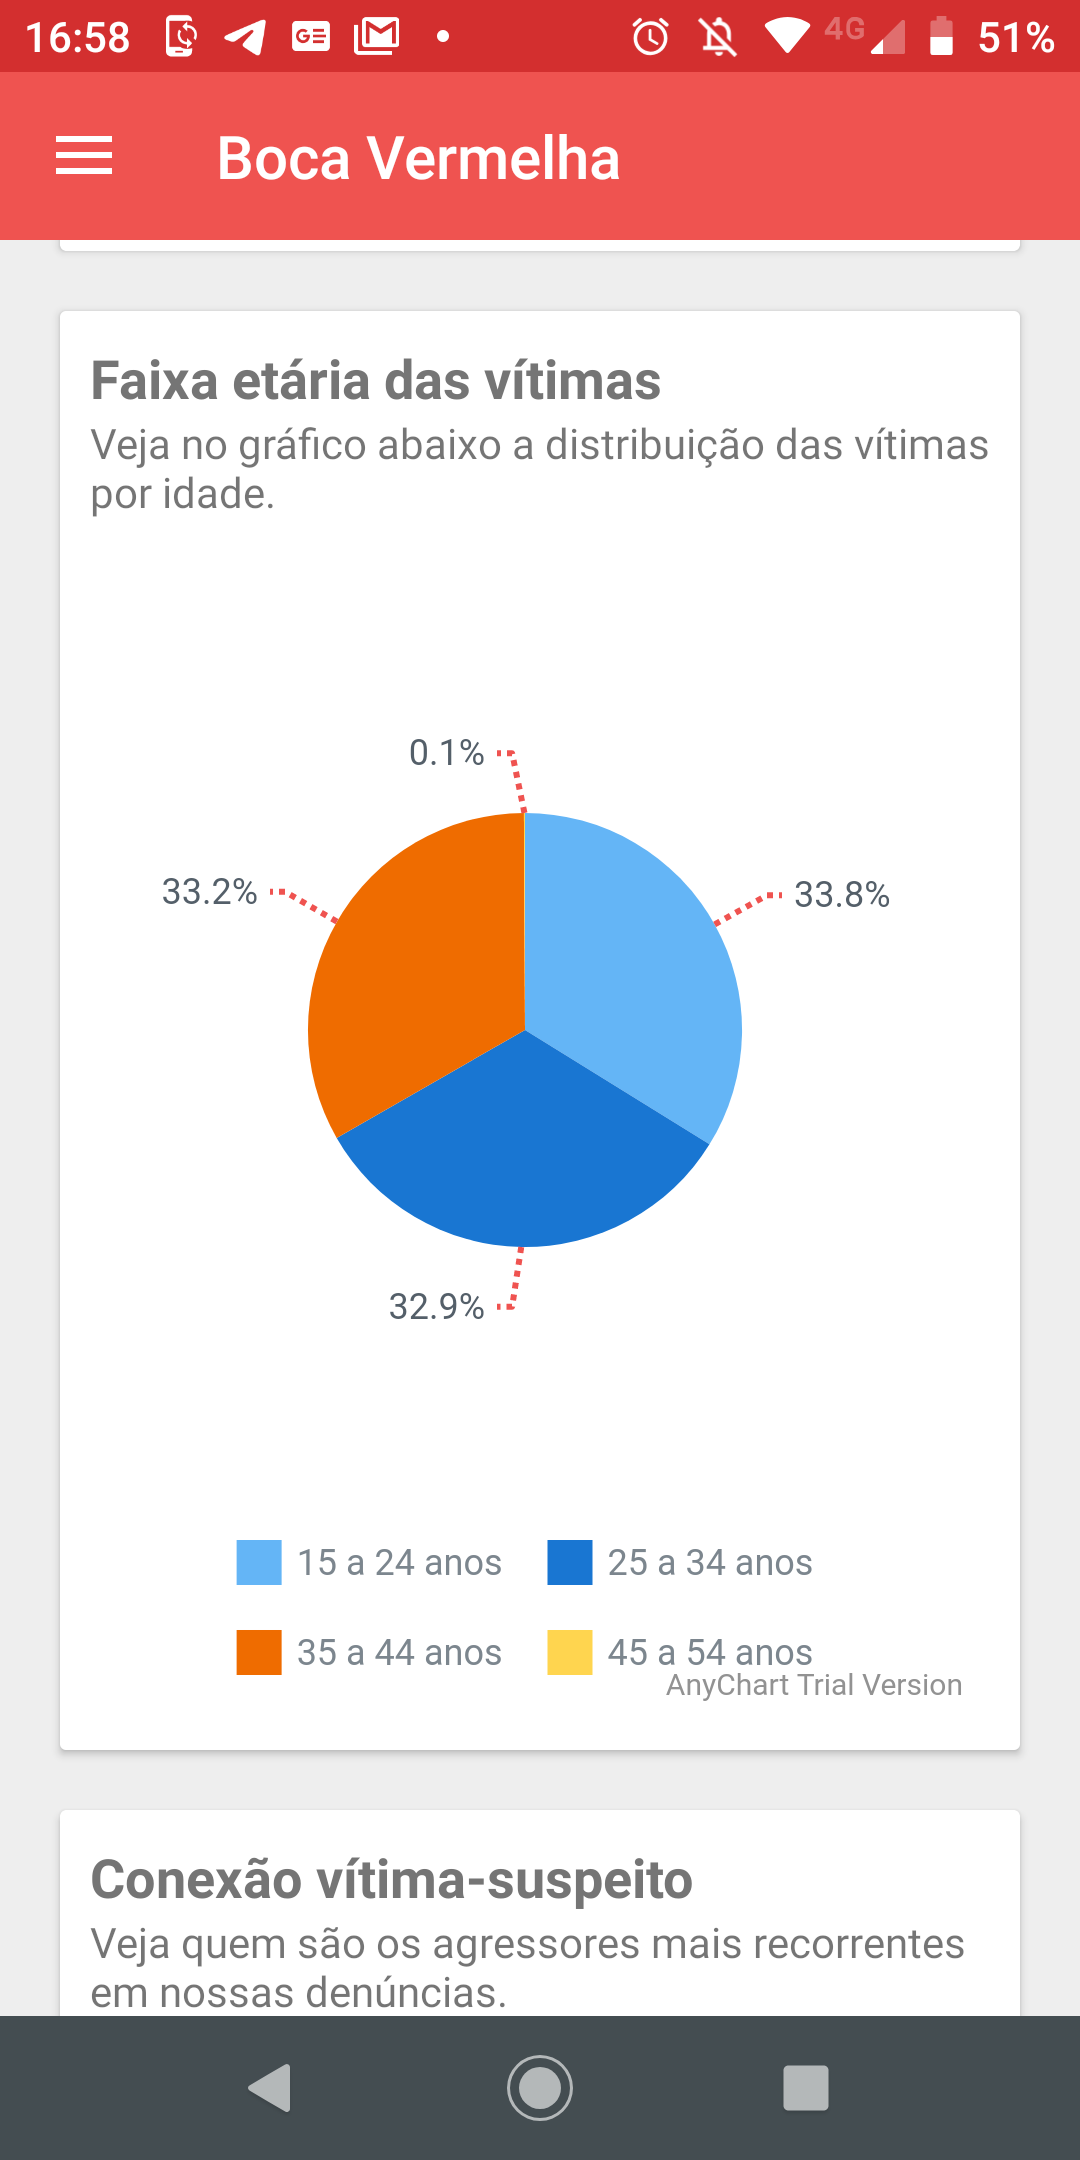 16:58
GE
4G
51%
Boca Vermelha
Faixa etária das vítimas
Veja no gráfico abaixo a distribuição das vítimas
por idade.
0.1%
33.2%
33.8%
32.9%
15 a 24 anos
25 a 34 anos
35 a 44 anos
45 a 54 anos
AnyChart Trial Version
Conexão vítima-suspeito
Veja quem são os agressores mais recorrentes
em nossas denúncias.